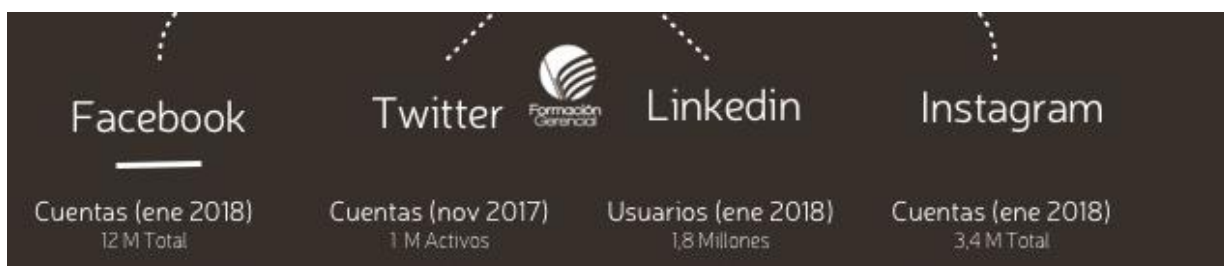 Facebook
Twitter
Formación
Gerencial
Linkedin
Instagram
Cuentas (ene 2018)
12 M Total
Cuentas (nov 2017)
1 M Activos
Usuarios (ene 2018)
1,8 Millones
Cuentas (ene 2018)
3,4 M Total